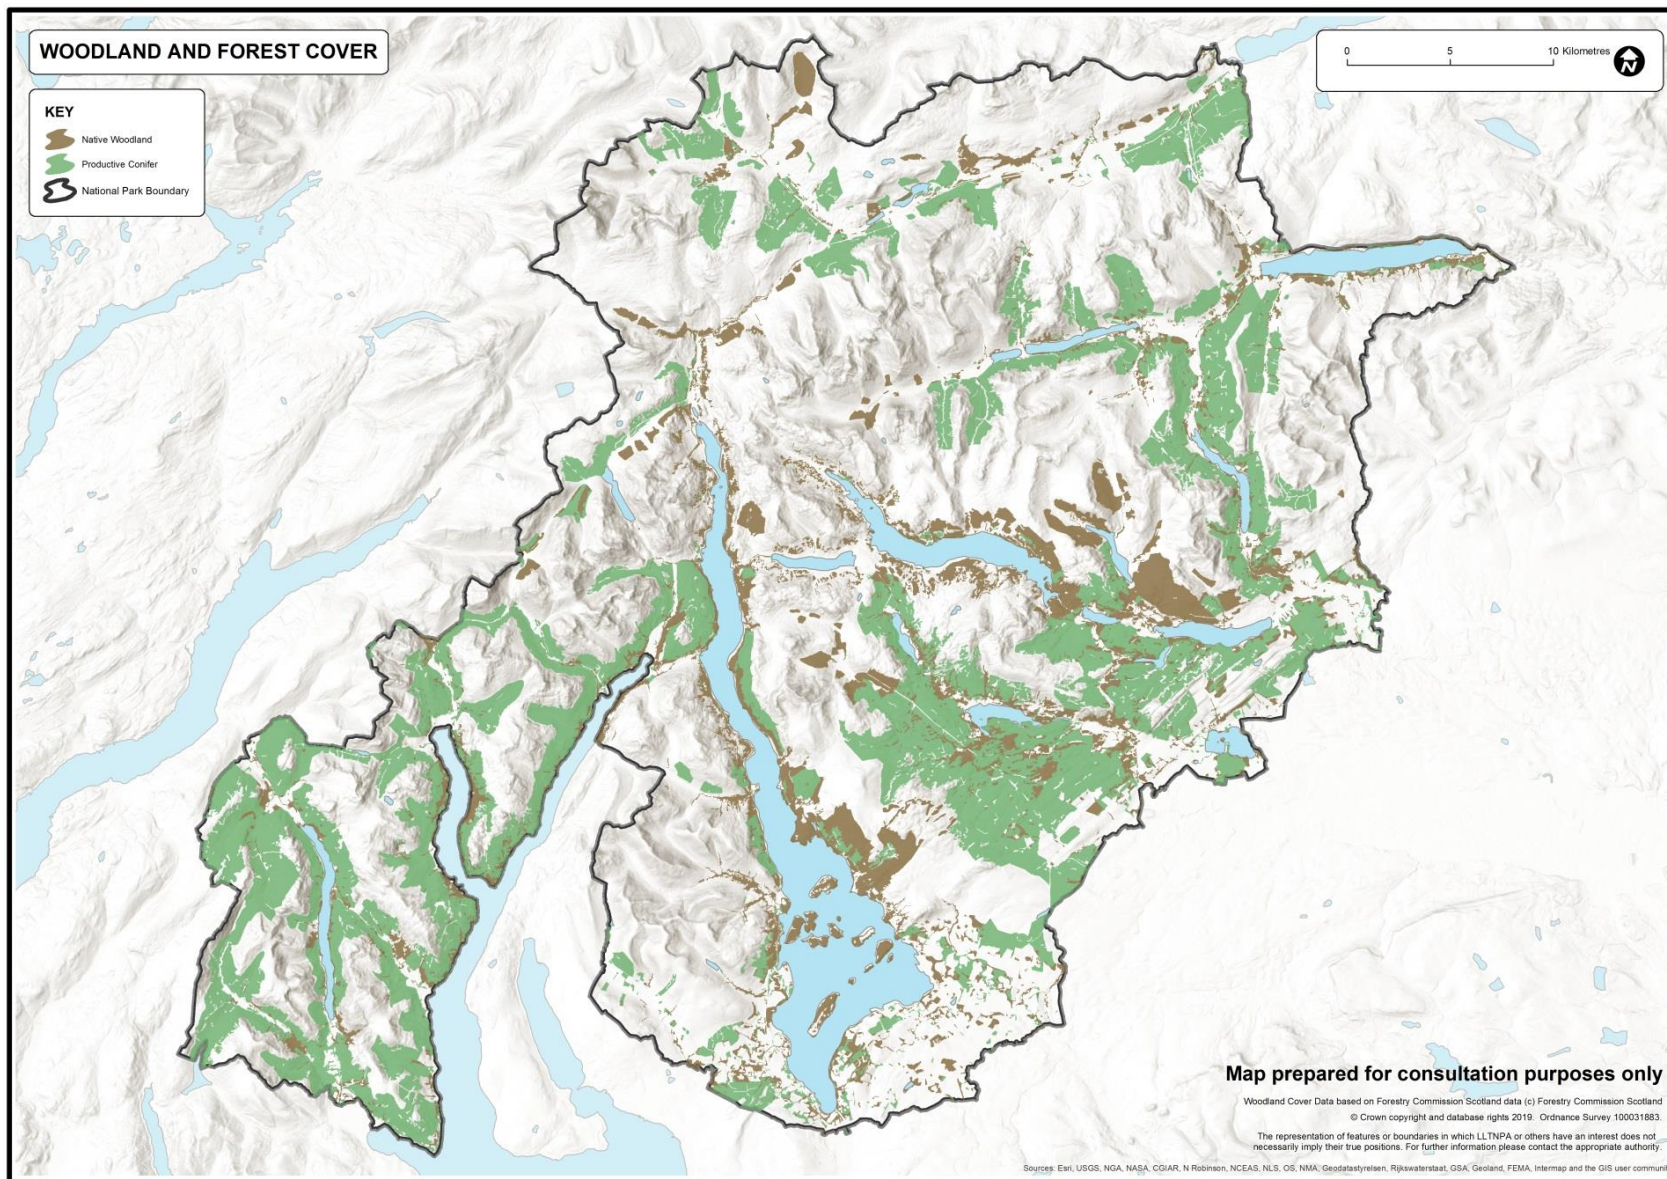 WOODLAND AND FOREST COVER
KEY
Native Woodland
Productive Conifer
National Park Boundary
0 5 10 Kilometres
N
Map prepared for consultation purposes only
Woodland Cover Data based on Forestry Commission Scotland data (c) Forestry Commission Scotland
© Crown copyright and database rights 2019. Ordnance Survey 100031883.
The representation of features or boundaries in which LLTNPA or others have an interest does not
necessarily imply their true positions. For further information please contact the appropriate authority.
Sources: Esri, USGS, NGA, NASA, CGIAR, N Robinson, NCEAS, NLS, OS, NMA, Geodatastyrelsen, Rijkswaterstaat, GSA, Geoland, FEMA, Intermap and the GIS user communit